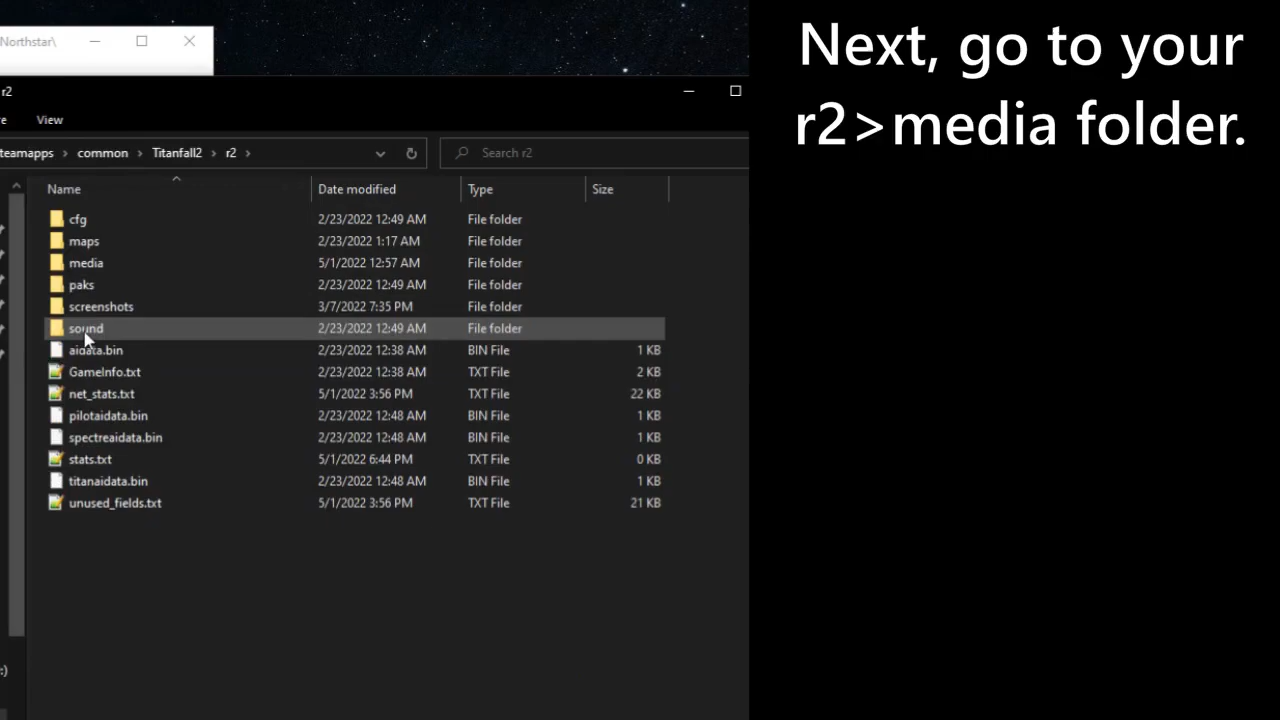 Northstar\
r2
View
teamapps > common > Titanfall2 > r2 >
Search r2
Name Date modified Type Size
cfg 2/23/2022 12:49 AM File folder
maps 2/23/2022 1:17 AM File folder
media 5/1/2022 12:57 AM File folder
paks 2/23/2022 12:49 AM File folder
screenshots 3/7/2022 7:35 PM File folder
sound 2/23/2022 12:49 AM File folder
aidata.bin 2/23/2022 12:38 AM BIN File 1 KB
GameInfo.txt 2/23/2022 12:38 AM TXT File 2 KB
net_stats.txt 5/1/2022 3:56 PM TXT File 22 KB
pilotaidata.bin 2/23/2022 12:48 AM BIN File 1 KB
spectreaidata.bin 2/23/2022 12:48 AM BIN File 1 KB
stats.txt 5/1/2022 6:44 PM TXT File 0 KB
titanaidata.bin 2/23/2022 12:48 AM BIN File 1 KB
unused_fields.txt 5/1/2022 3:56 PM TXT File 21 KB
Next, go to your
r2>media folder.